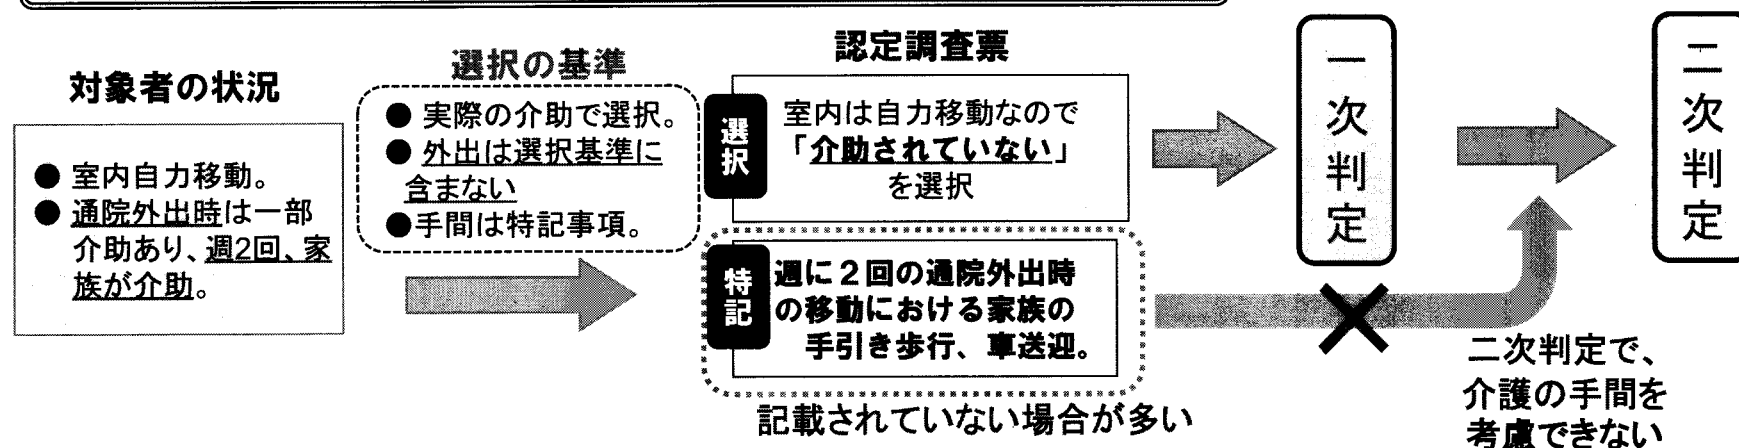 対象者の状況
● 室内自力移動。
● 通院外出時は一部
介助あり、週2回、家
族が介助。
選択の基準
● 実際の介助で選択。
● 外出は選択基準に
含まない
●手間は特記事項。
認定調査票
選択
室内は自力移動なので
「介助されていない」
を選択
特記
週に2回の通院外出時
の移動における家族の
手引き歩行、車送迎。
記載されていない場合が多い
一次判定
二次判定
二次判定で、
介護の手間を
考慮できない